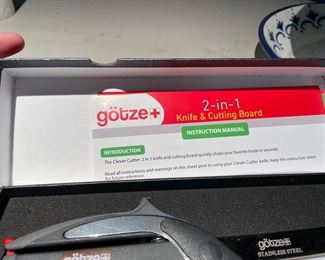 götze+
2-in-1
Knife & Cutting Board
INSTRUCTION MANUAL
INTRODUCTION
The Clever Cutter 2 in 1 knife and cutting board quickly chops your favorite foods in seconds.
Read all instructions and warnings on this sheet prior to using your Clever Cutter knife. Keep this instruction sheet
for future reference.
götze+
götze+
STAINLESS STEEL